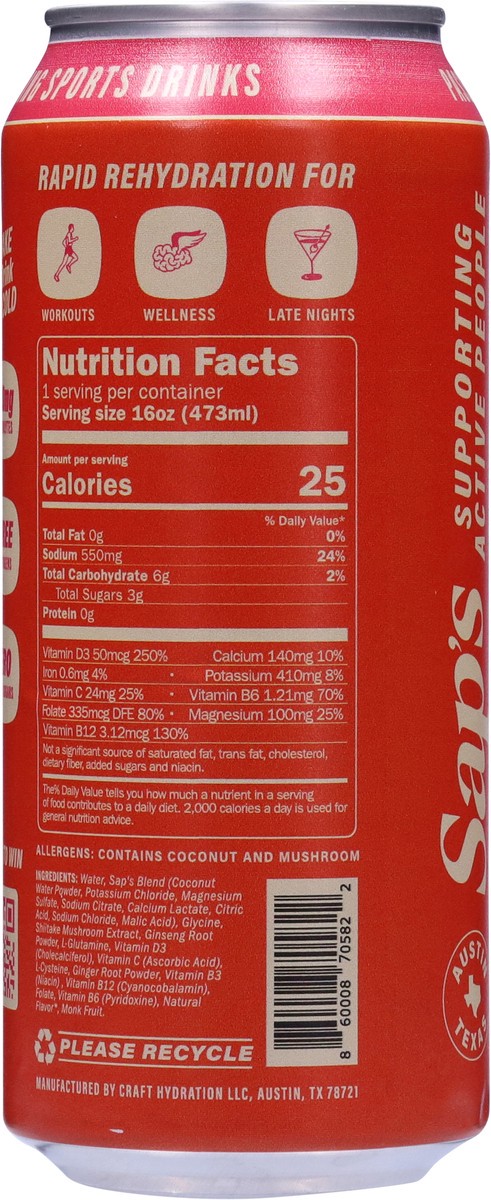 NG SPORTS DRINKS
RAPID REHYDRATION FOR
WORKOUTS
WELLNESS
LATE NIGHTS
Nutrition Facts
1 serving per container
Serving size 16oz (473ml)
Amount per serving
Calories 25
% Daily Value*
Total Fat 0g 0%
Sodium 550mg 24%
Total Carbohydrate 6g 2%
Total Sugars 3g
Protein 0g
Vitamin D3 50mcg 250% Calcium 140mg 10%
Iron 0.6mg 4% • Potassium 410mg 8%
Vitamin C 24mg 25% • Vitamin B6 1.21mg 70%
Folate 335mcg DFE 80% • Magnesium 100mg 25%
Vitamin B12 3.12mcg 130%
Not a significant source of saturated fat, trans fat, cholesterol,
dietary fiber, added sugars and niacin.
The% Daily Value tells you how much a nutrient in a serving
of food contributes to a daily diet. 2,000 calories a day is used for
general nutrition advice.
ALLERGENS: CONTAINS COCONUT AND MUSHROOM
INGREDIENTS: Water, Sap's Blend (Coconut
Water Powder, Potassium Chloride, Magnesium
Sulfate, Sodium Citrate, Calcium Lactate, Citric
Acid, Sodium Chloride, Malic Acid), Glycine,
Shiitake Mushroom Extract, Ginseng Root
Powder, L-Glutamine, Vitamin D3
(Cholecalciferol), Vitamin C (Ascorbic Acid),
L-Cysteine, Ginger Root Powder, Vitamin B3
(Niacin), Vitamin B12 (Cyanocobalamin),
Folate, Vitamin B6 (Pyridoxine), Natural
Flavor*, Monk Fruit.
8 60008 70582 2
PLEASE RECYCLE
MANUFACTURED BY CRAFT HYDRATION LLC, AUSTIN, TX 78721
Sap's
SUPPORTING
ACTIVE PEOPLE
AUSTIN
TEXAS